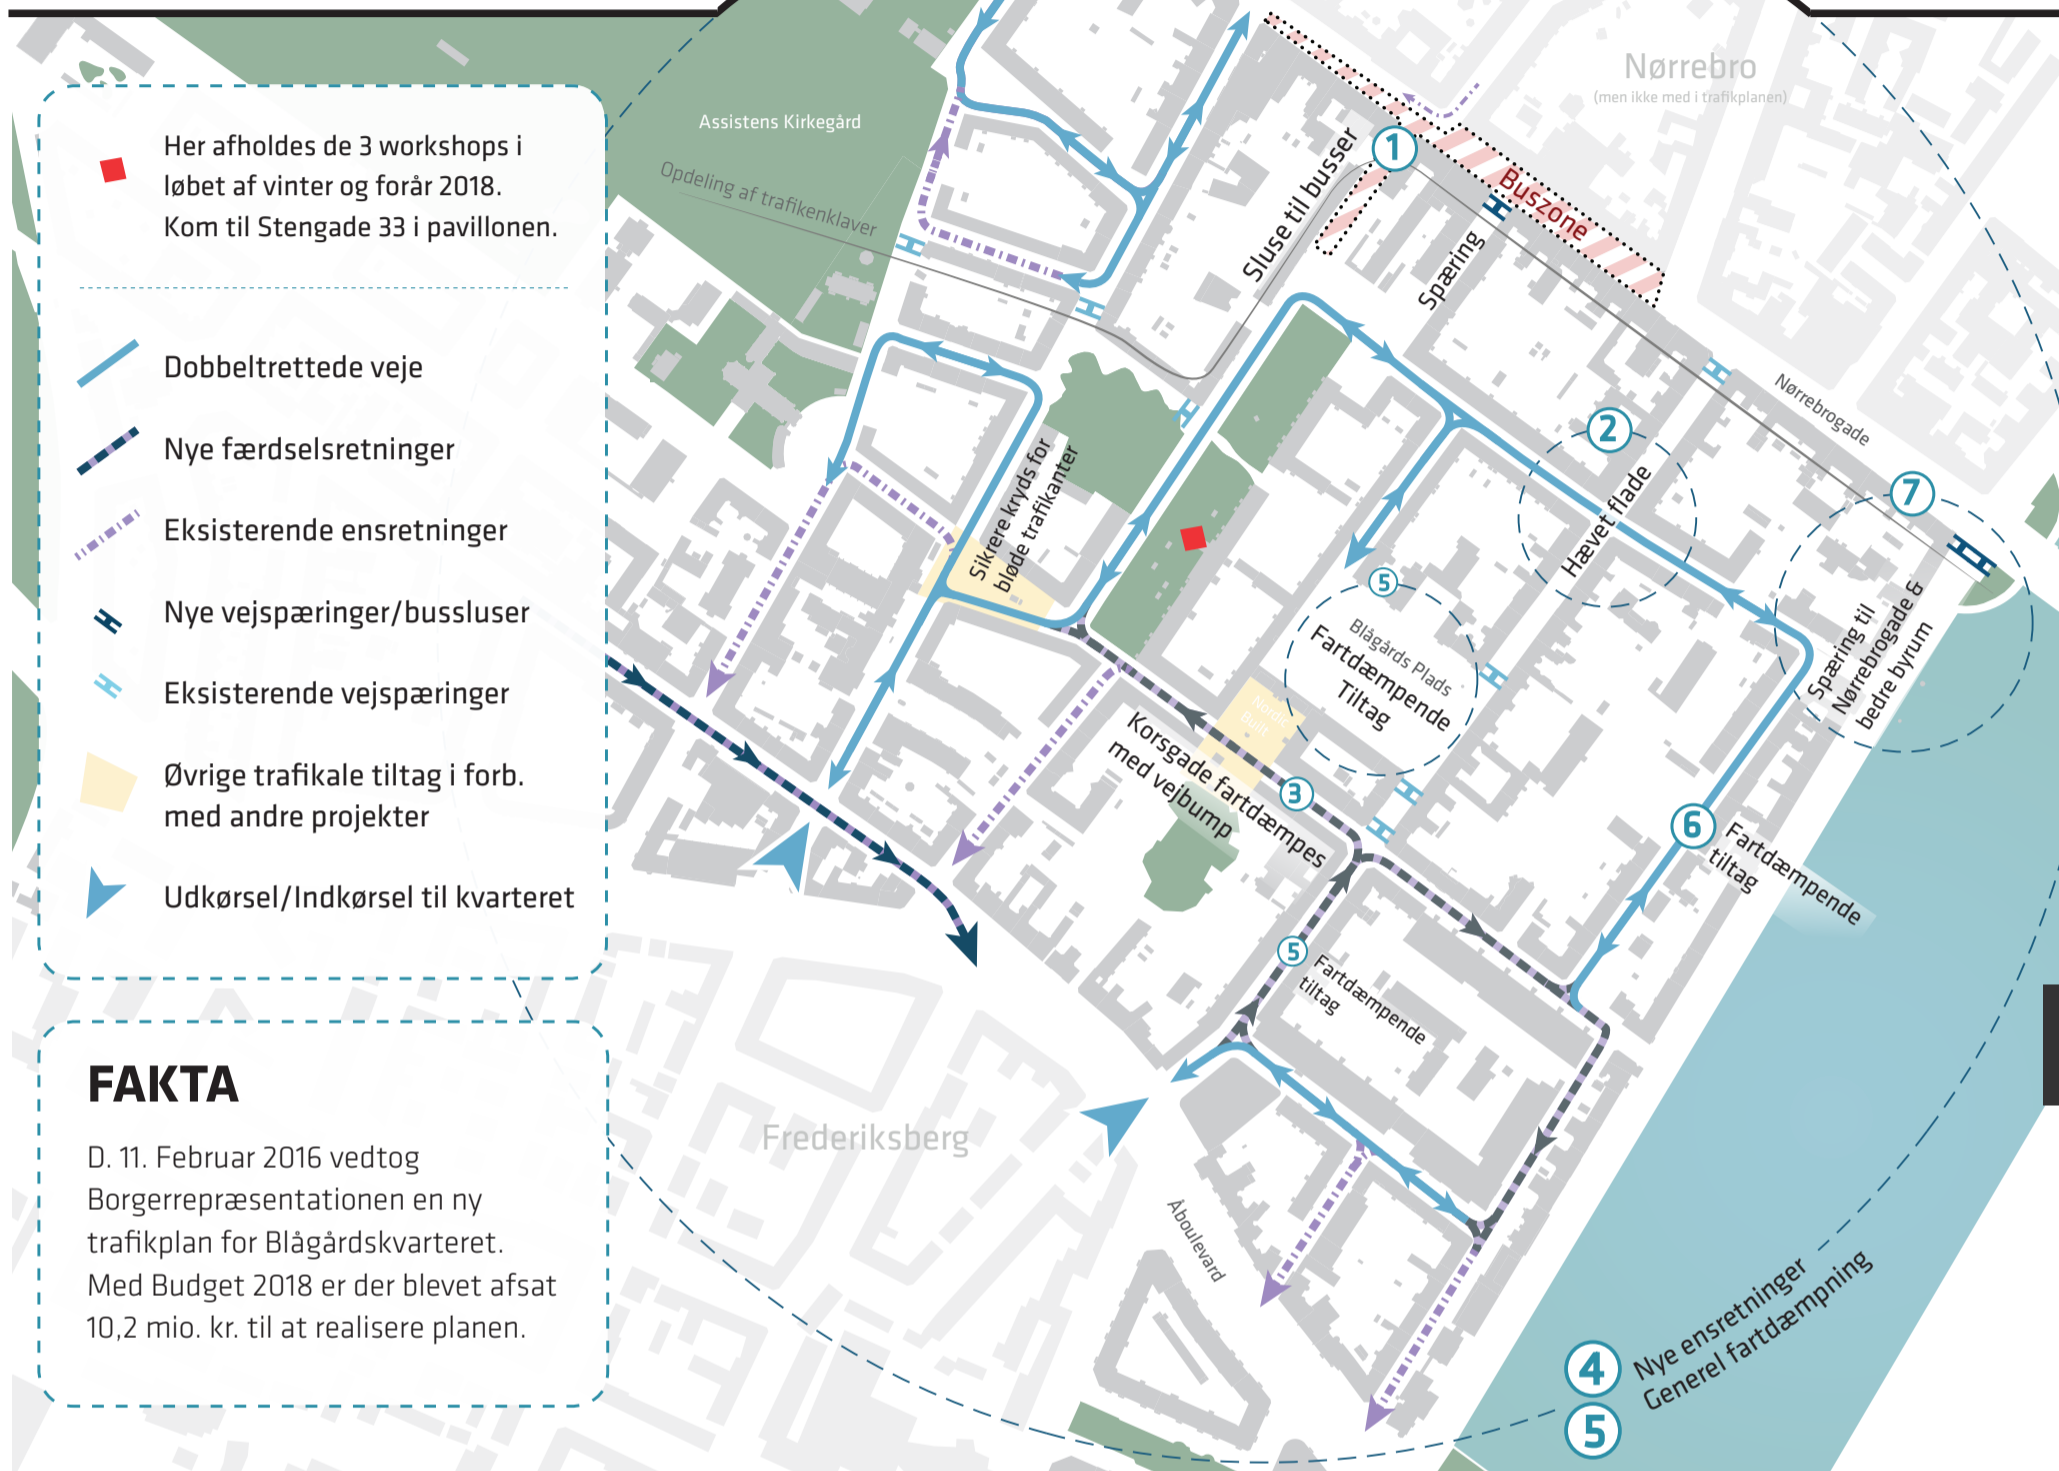 Her afholdes de 3 workshops i
løbet af vinter og forår 2018.
Kom til Stengade 33 i pavillonen.
Dobbeltrettede veje
Nye færdselsretninger
Eksisterende ensretninger
Nye vejspæringer/bussluser
Eksisterende vejspæringer
Øvrige trafikale tiltag i forb.
med andre projekter
Udkørsel/Indkørsel til kvarteret
FAKTA
D. 11. Februar 2016 vedtog
Borgerrepræsentationen en ny
trafikplan for Blågårdskvarteret.
Med Budget 2018 er der blevet afsat
10,2 mio. kr. til at realisere planen.
Nørrebro
(men ikke med i trafikplanen)
Assistens Kirkegård
Opdeling af trafikenklaver
1
Sluse til busser
Buszone
Spæring
Nørrebrogade
2
Hævet flade
7
Spæring til
Nørrebrogade &
bedre byrum
Sikrere kryds for
bløde trafikanter
5
Blågårds Plads
Fartdæmpende
Tiltag
Nordic
Built
3
Korsgade fartdæmpes
med vejbump
6
Fartdæmpende
tiltag
5
Fartdæmpende
tiltag
Frederiksberg
Åboulevard
4
5
Nye ensretninger
Generel fartdæmpning